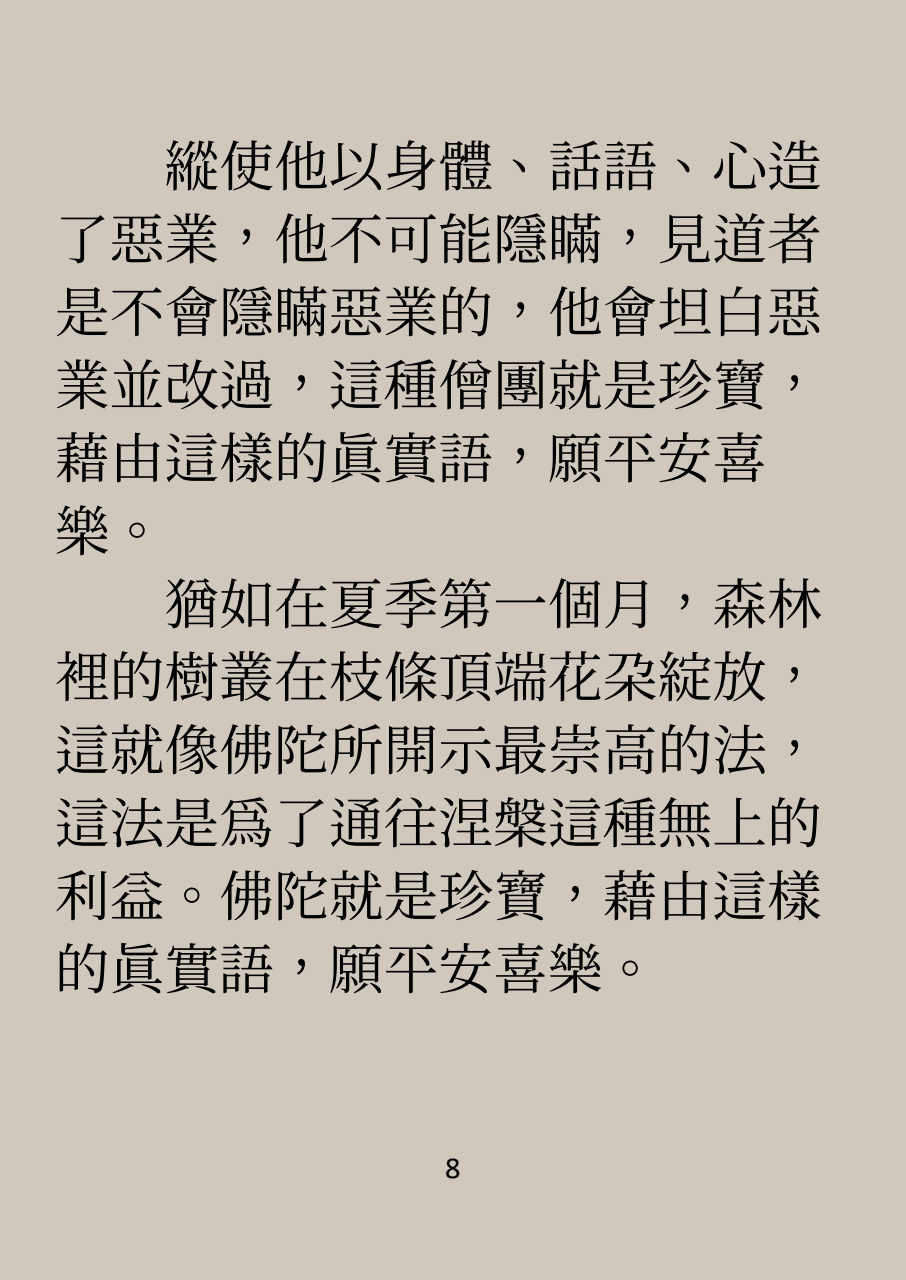 縱使他以身體、話語、心造
了惡業，他不可能隱瞞，見道者
是不會隱瞞惡業的，他會坦白惡
業並改過，這種僧團就是珍寶，
藉由這樣的眞實語，願平安喜
樂。
猶如在夏季第一個月，森林
裡的樹叢在枝條頂端花朶綻放，
這就像佛陀所開示最崇高的法，
這法是爲了通往涅槃這種無上的
利益。佛陀就是珍寶，藉由這樣
的眞實語，願平安喜樂。
8